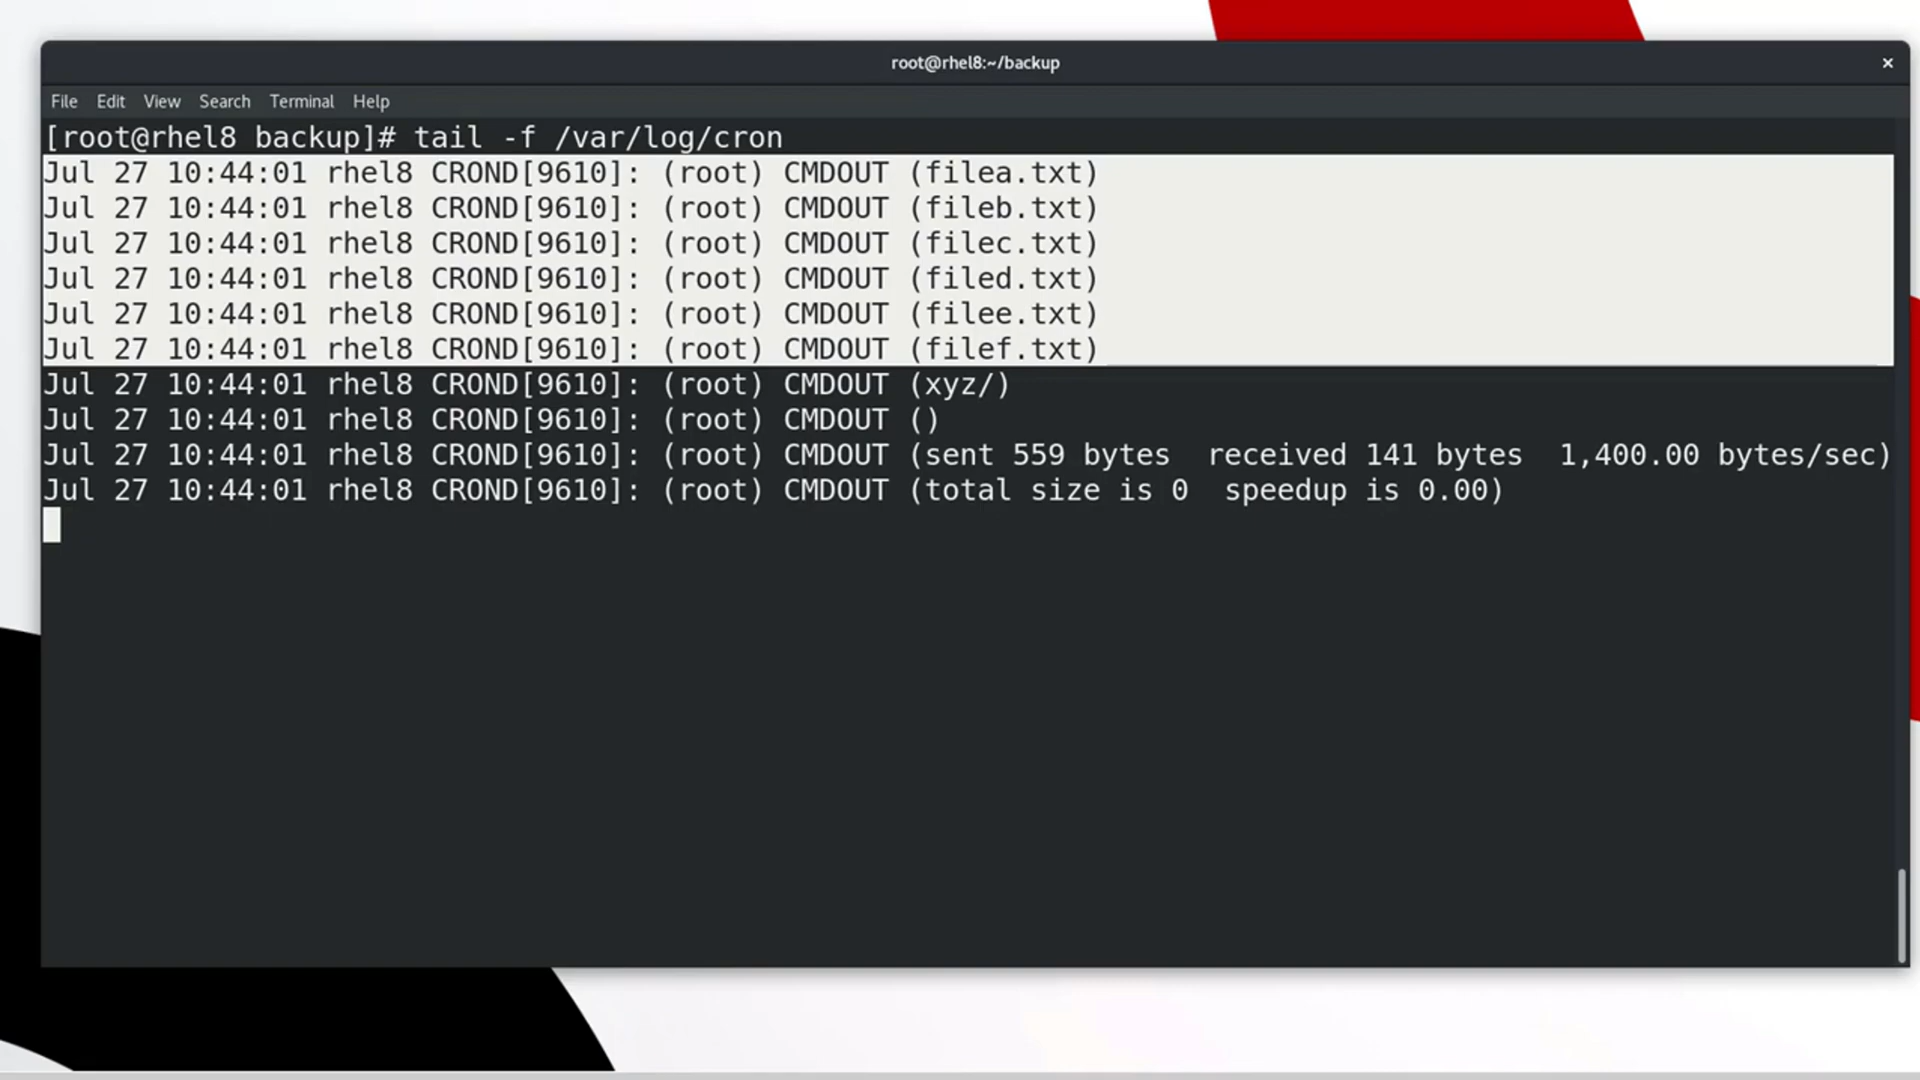 root@rhel8:~/backup
×
File Edit View Search Terminal Help
[root@rhel8 backup]# tail -f /var/log/cron
Jul 27 10:44:01 rhel8 CROND[9610]: (root) CMDOUT (filea.txt)
Jul 27 10:44:01 rhel8 CROND[9610]: (root) CMDOUT (fileb.txt)
Jul 27 10:44:01 rhel8 CROND[9610]: (root) CMDOUT (filec.txt)
Jul 27 10:44:01 rhel8 CROND[9610]: (root) CMDOUT (filed.txt)
Jul 27 10:44:01 rhel8 CROND[9610]: (root) CMDOUT (filee.txt)
Jul 27 10:44:01 rhel8 CROND[9610]: (root) CMDOUT (filef.txt)
Jul 27 10:44:01 rhel8 CROND[9610]: (root) CMDOUT (xyz/)
Jul 27 10:44:01 rhel8 CROND[9610]: (root) CMDOUT ()
Jul 27 10:44:01 rhel8 CROND[9610]: (root) CMDOUT (sent 559 bytes  received 141 bytes  1,400.00 bytes/sec)
Jul 27 10:44:01 rhel8 CROND[9610]: (root) CMDOUT (total size is 0  speedup is 0.00)